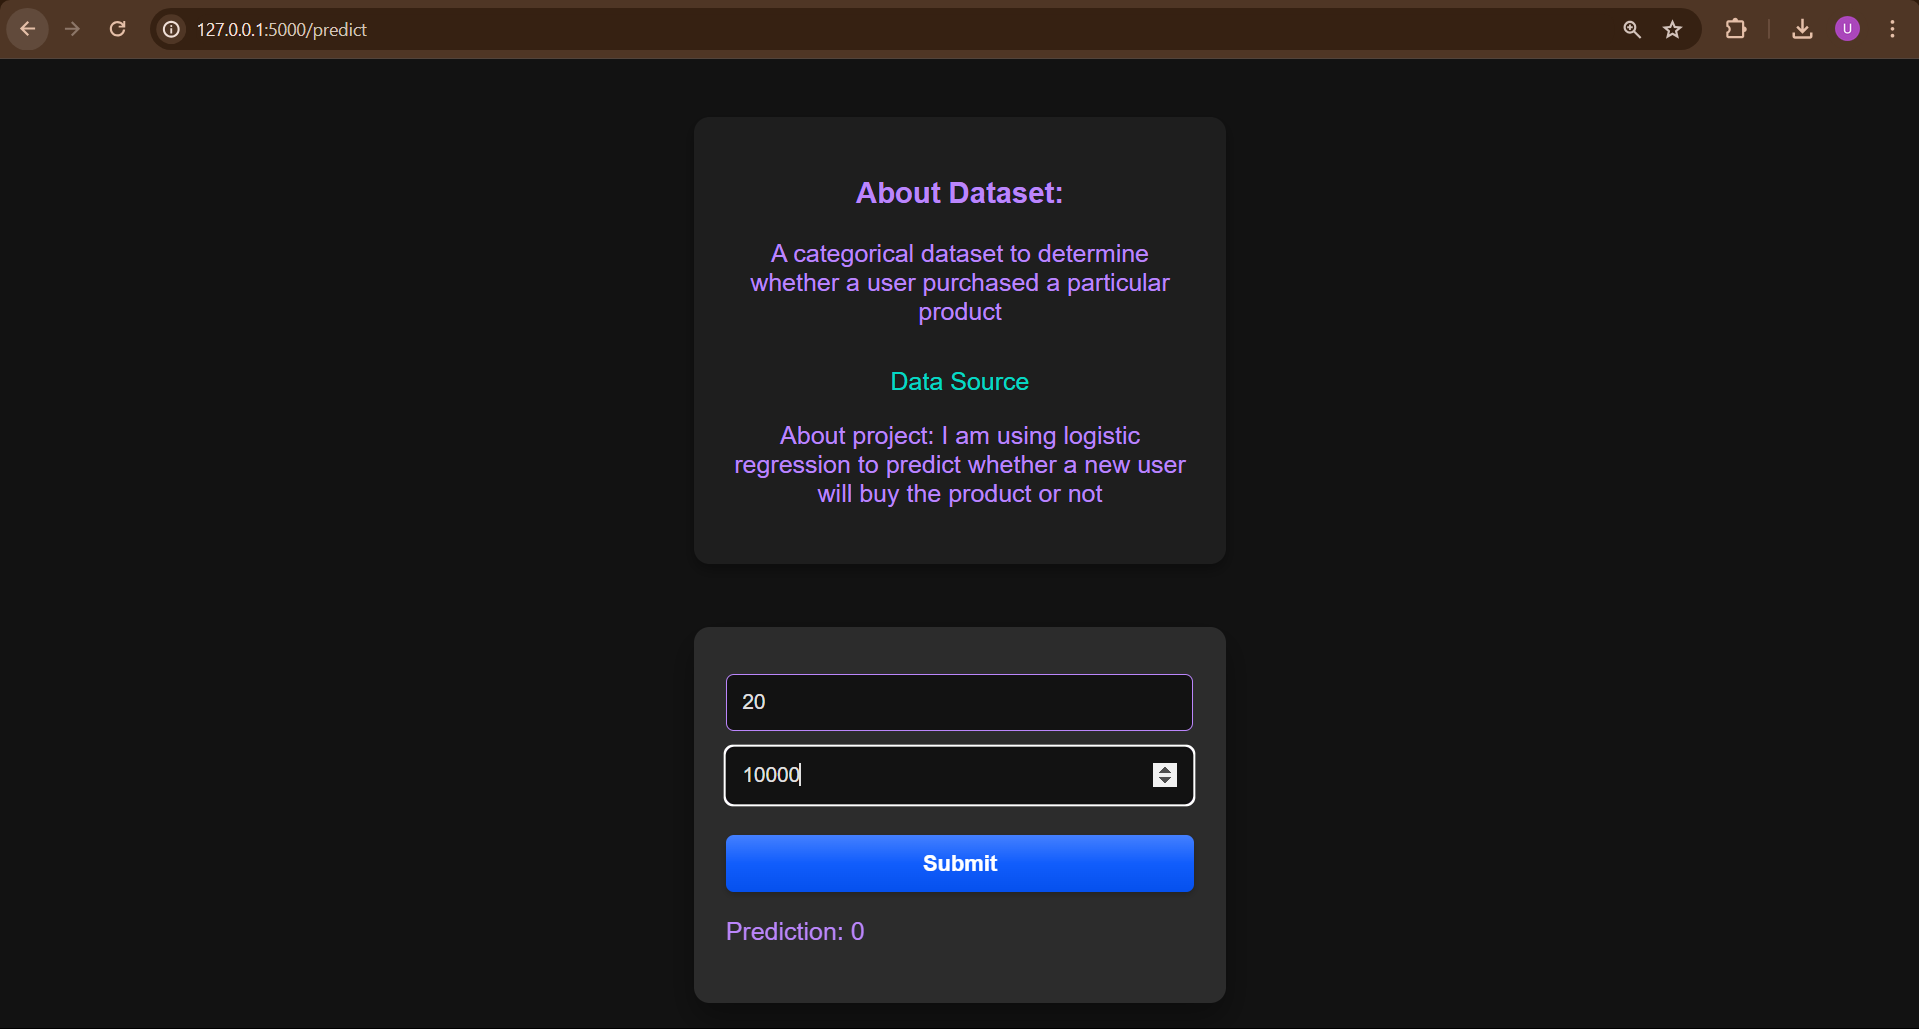 127.0.0.1:5000/predict
U
About Dataset:
A categorical dataset to determine
whether a user purchased a particular
product
Data Source
About project: I am using logistic
regression to predict whether a new user
will buy the product or not
20
10000
Submit
Prediction: 0